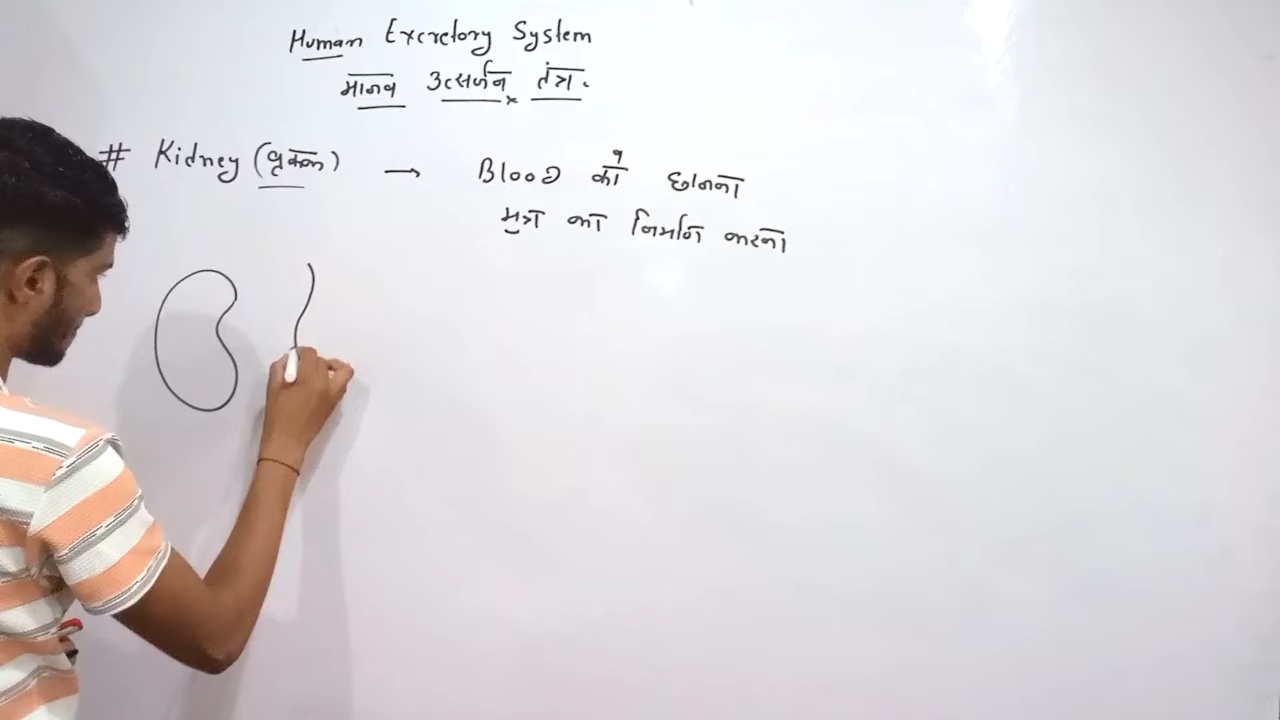 Human Excretory System
मानव उत्सर्जन तंत्र.
# Kidney (वृक्क) → Blood को छानना
मुत्र का निर्माण करना